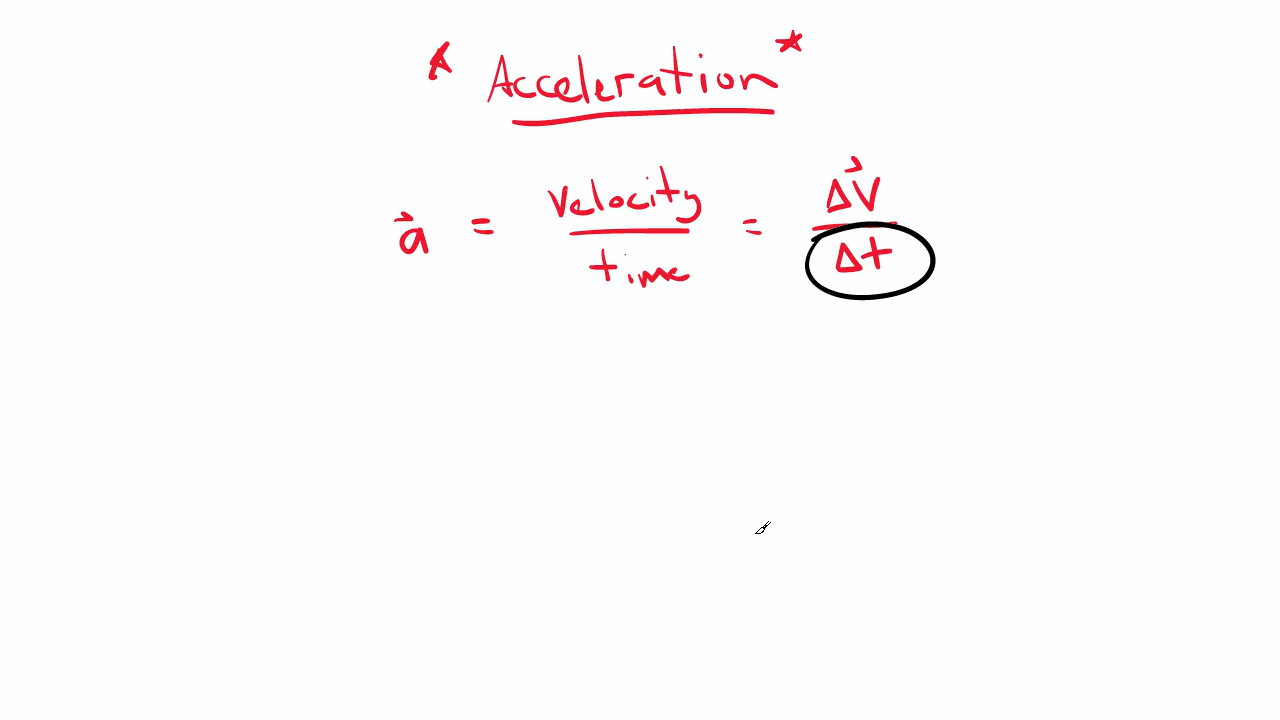 * Acceleration *
a⃗ = velocity / time = Δv⃗ / Δt